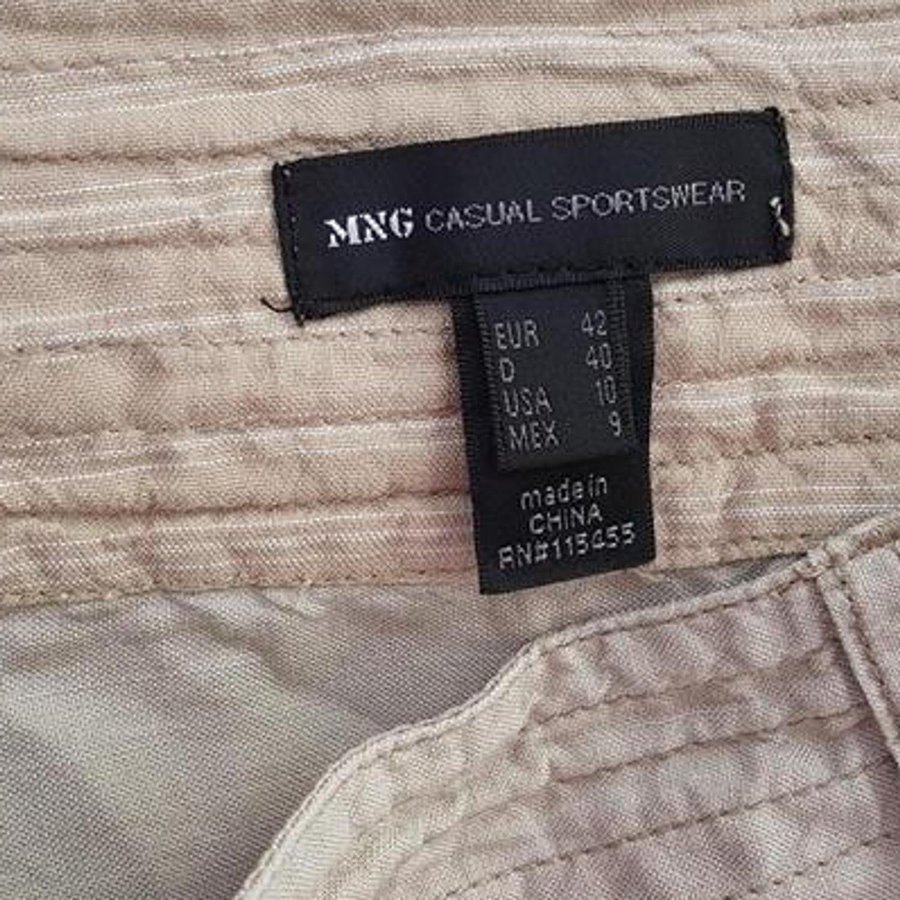 MNG CASUAL SPORTSWEAR
EUR 42
D 40
USA 10
MEX 9
made in
CHINA
RN#115455